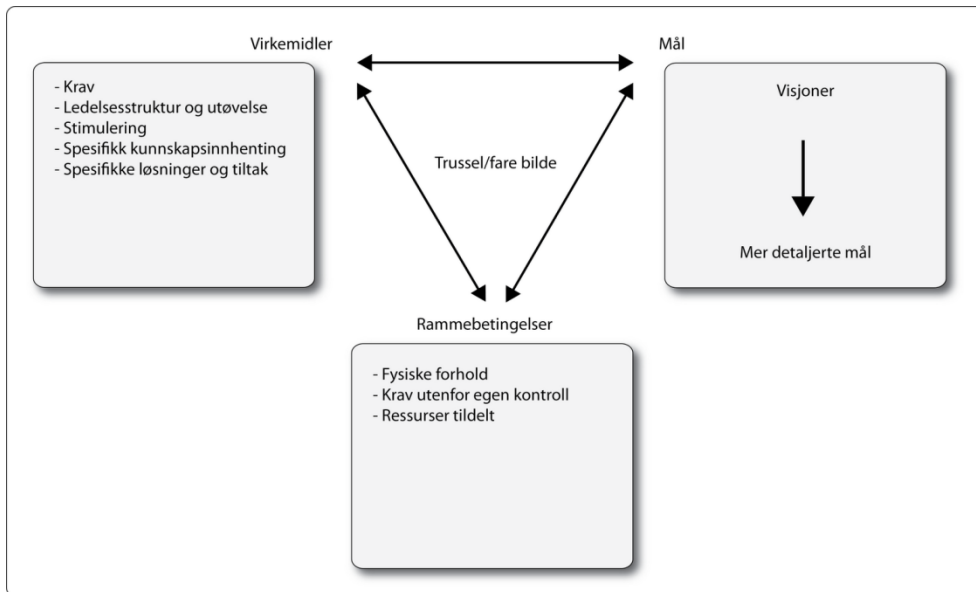 Virkemidler
Mål
- Krav
- Ledelsesstruktur og utøvelse
- Stimulering
- Spesifikk kunnskapsinnhenting
- Spesifikke løsninger og tiltak
Trussel/fare bilde
Visjoner
Mer detaljerte mål
Rammebetingelser
- Fysiske forhold
- Krav utenfor egen kontroll
- Ressurser tildelt